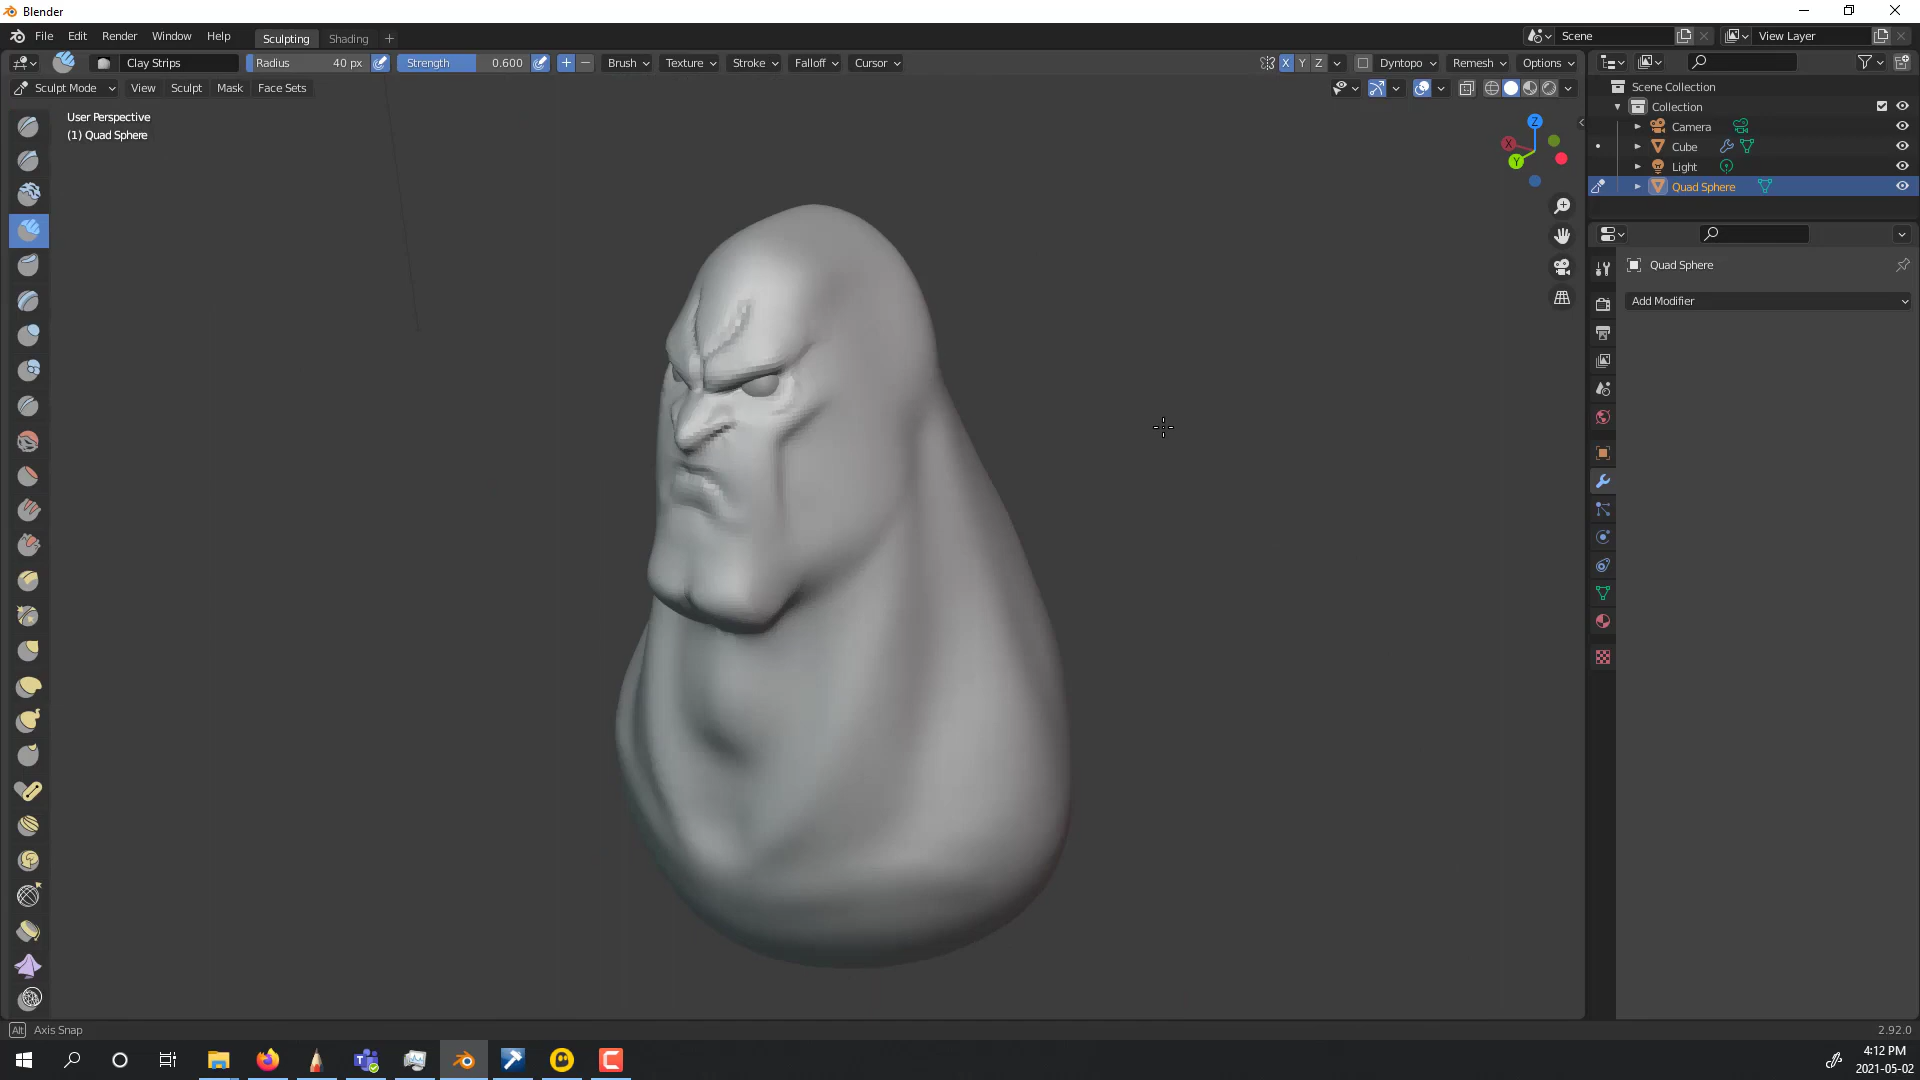 Blender
File Edit Render Window Help Sculpting Shading + Scene View Layer
Clay Strips Radius 40 px Strength 0.600 + − Brush Texture Stroke Falloff Cursor X Y Z Dyntopo Remesh Options
Sculpt Mode View Sculpt Mask Face Sets
User Perspective
(1) Quad Sphere
Z
X
Y
Scene Collection
Collection
Camera
Cube
Light
Quad Sphere
Quad Sphere
Add Modifier
Alt Axis Snap 2.92.0
4:12 PM
2021-05-02